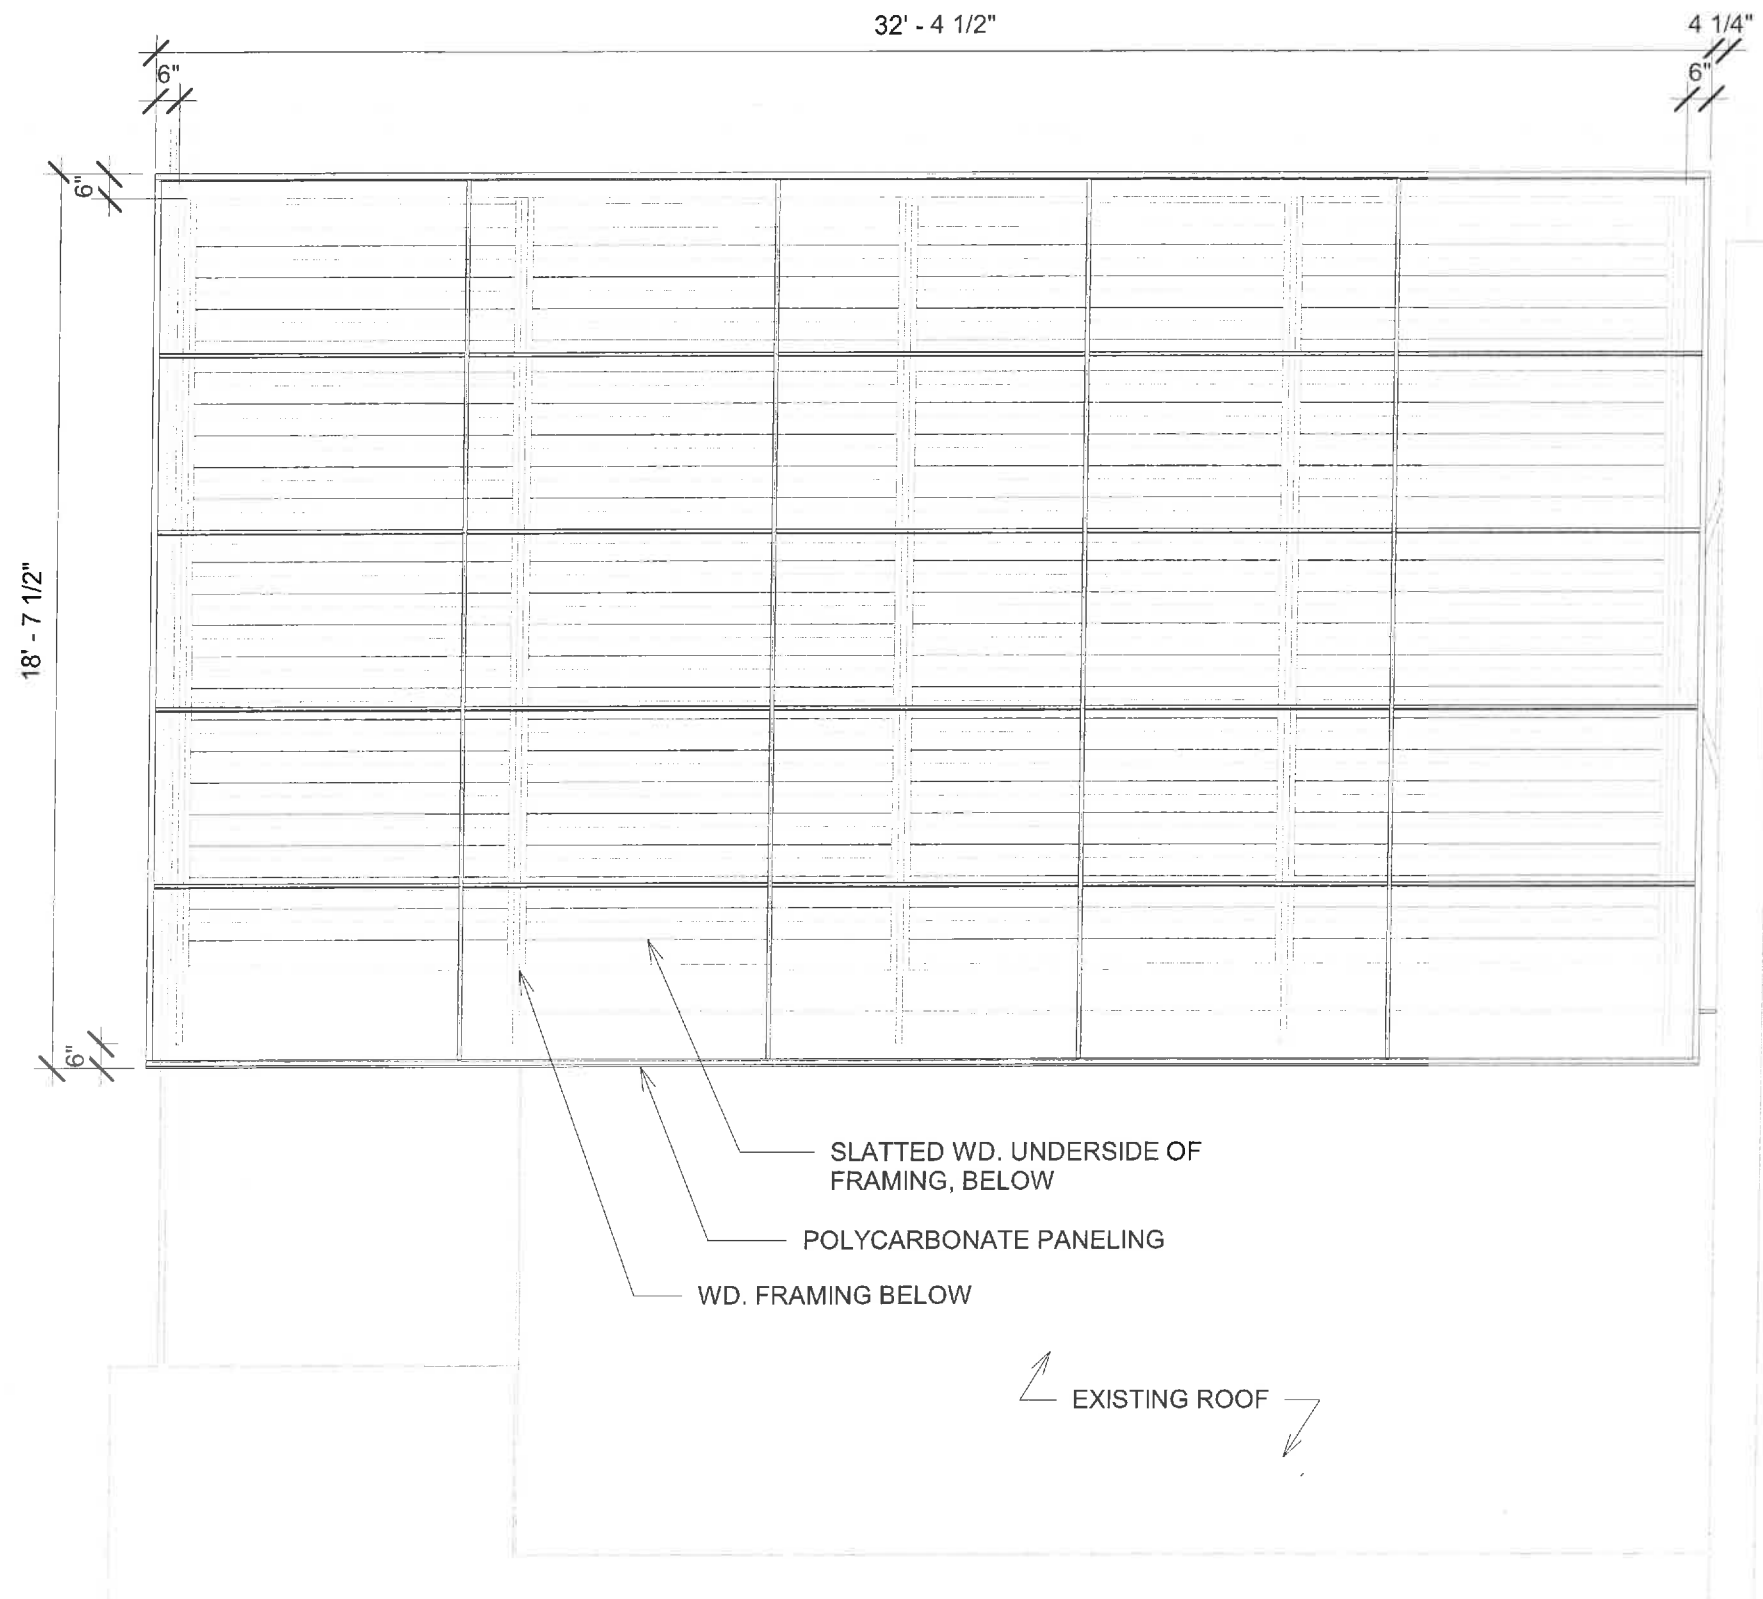 32' - 4 1/2"
4 1/4"
6"
6"
6"
18' - 7 1/2"
6"
SLATTED WD. UNDERSIDE OF
FRAMING, BELOW
POLYCARBONATE PANELING
WD. FRAMING BELOW
EXISTING ROOF